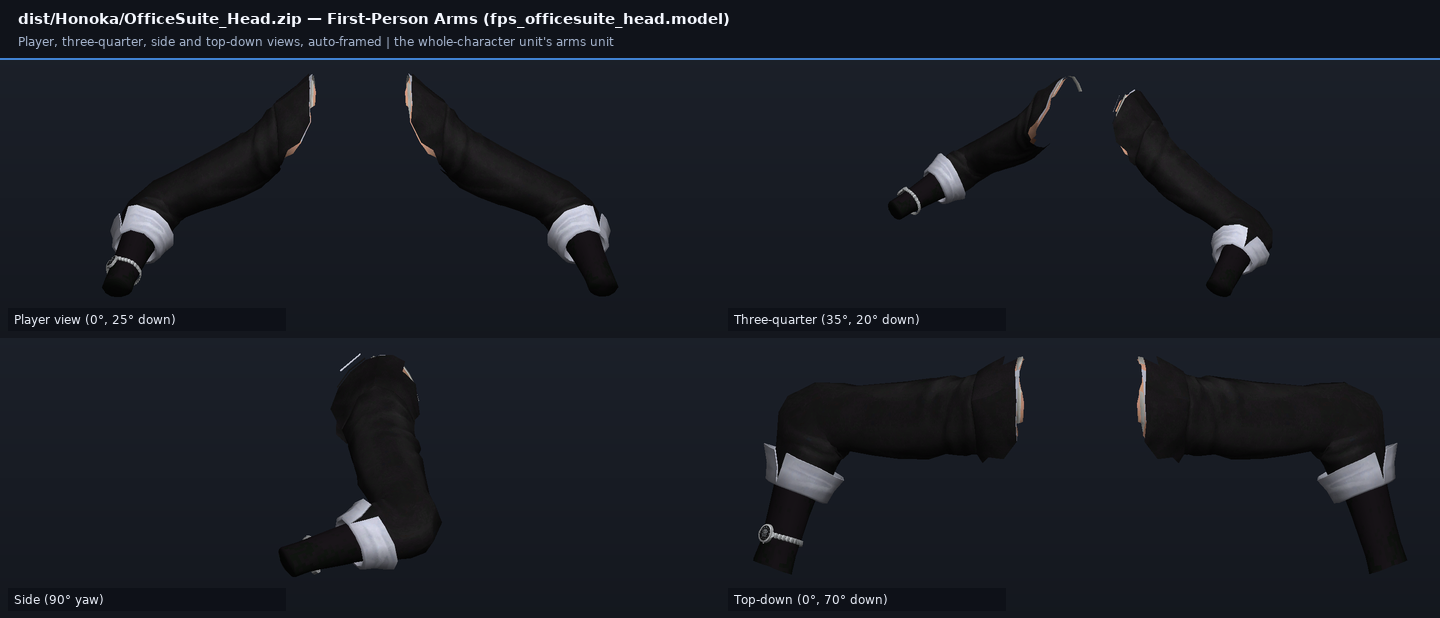 dist/Honoka/OfficeSuite_Head.zip — First-Person Arms (fps_officesuite_head.model)
Player, three-quarter, side and top-down views, auto-framed | the whole-character unit's arms unit
Player view (0°, 25° down)
Three-quarter (35°, 20° down)
Side (90° yaw)
Top-down (0°, 70° down)